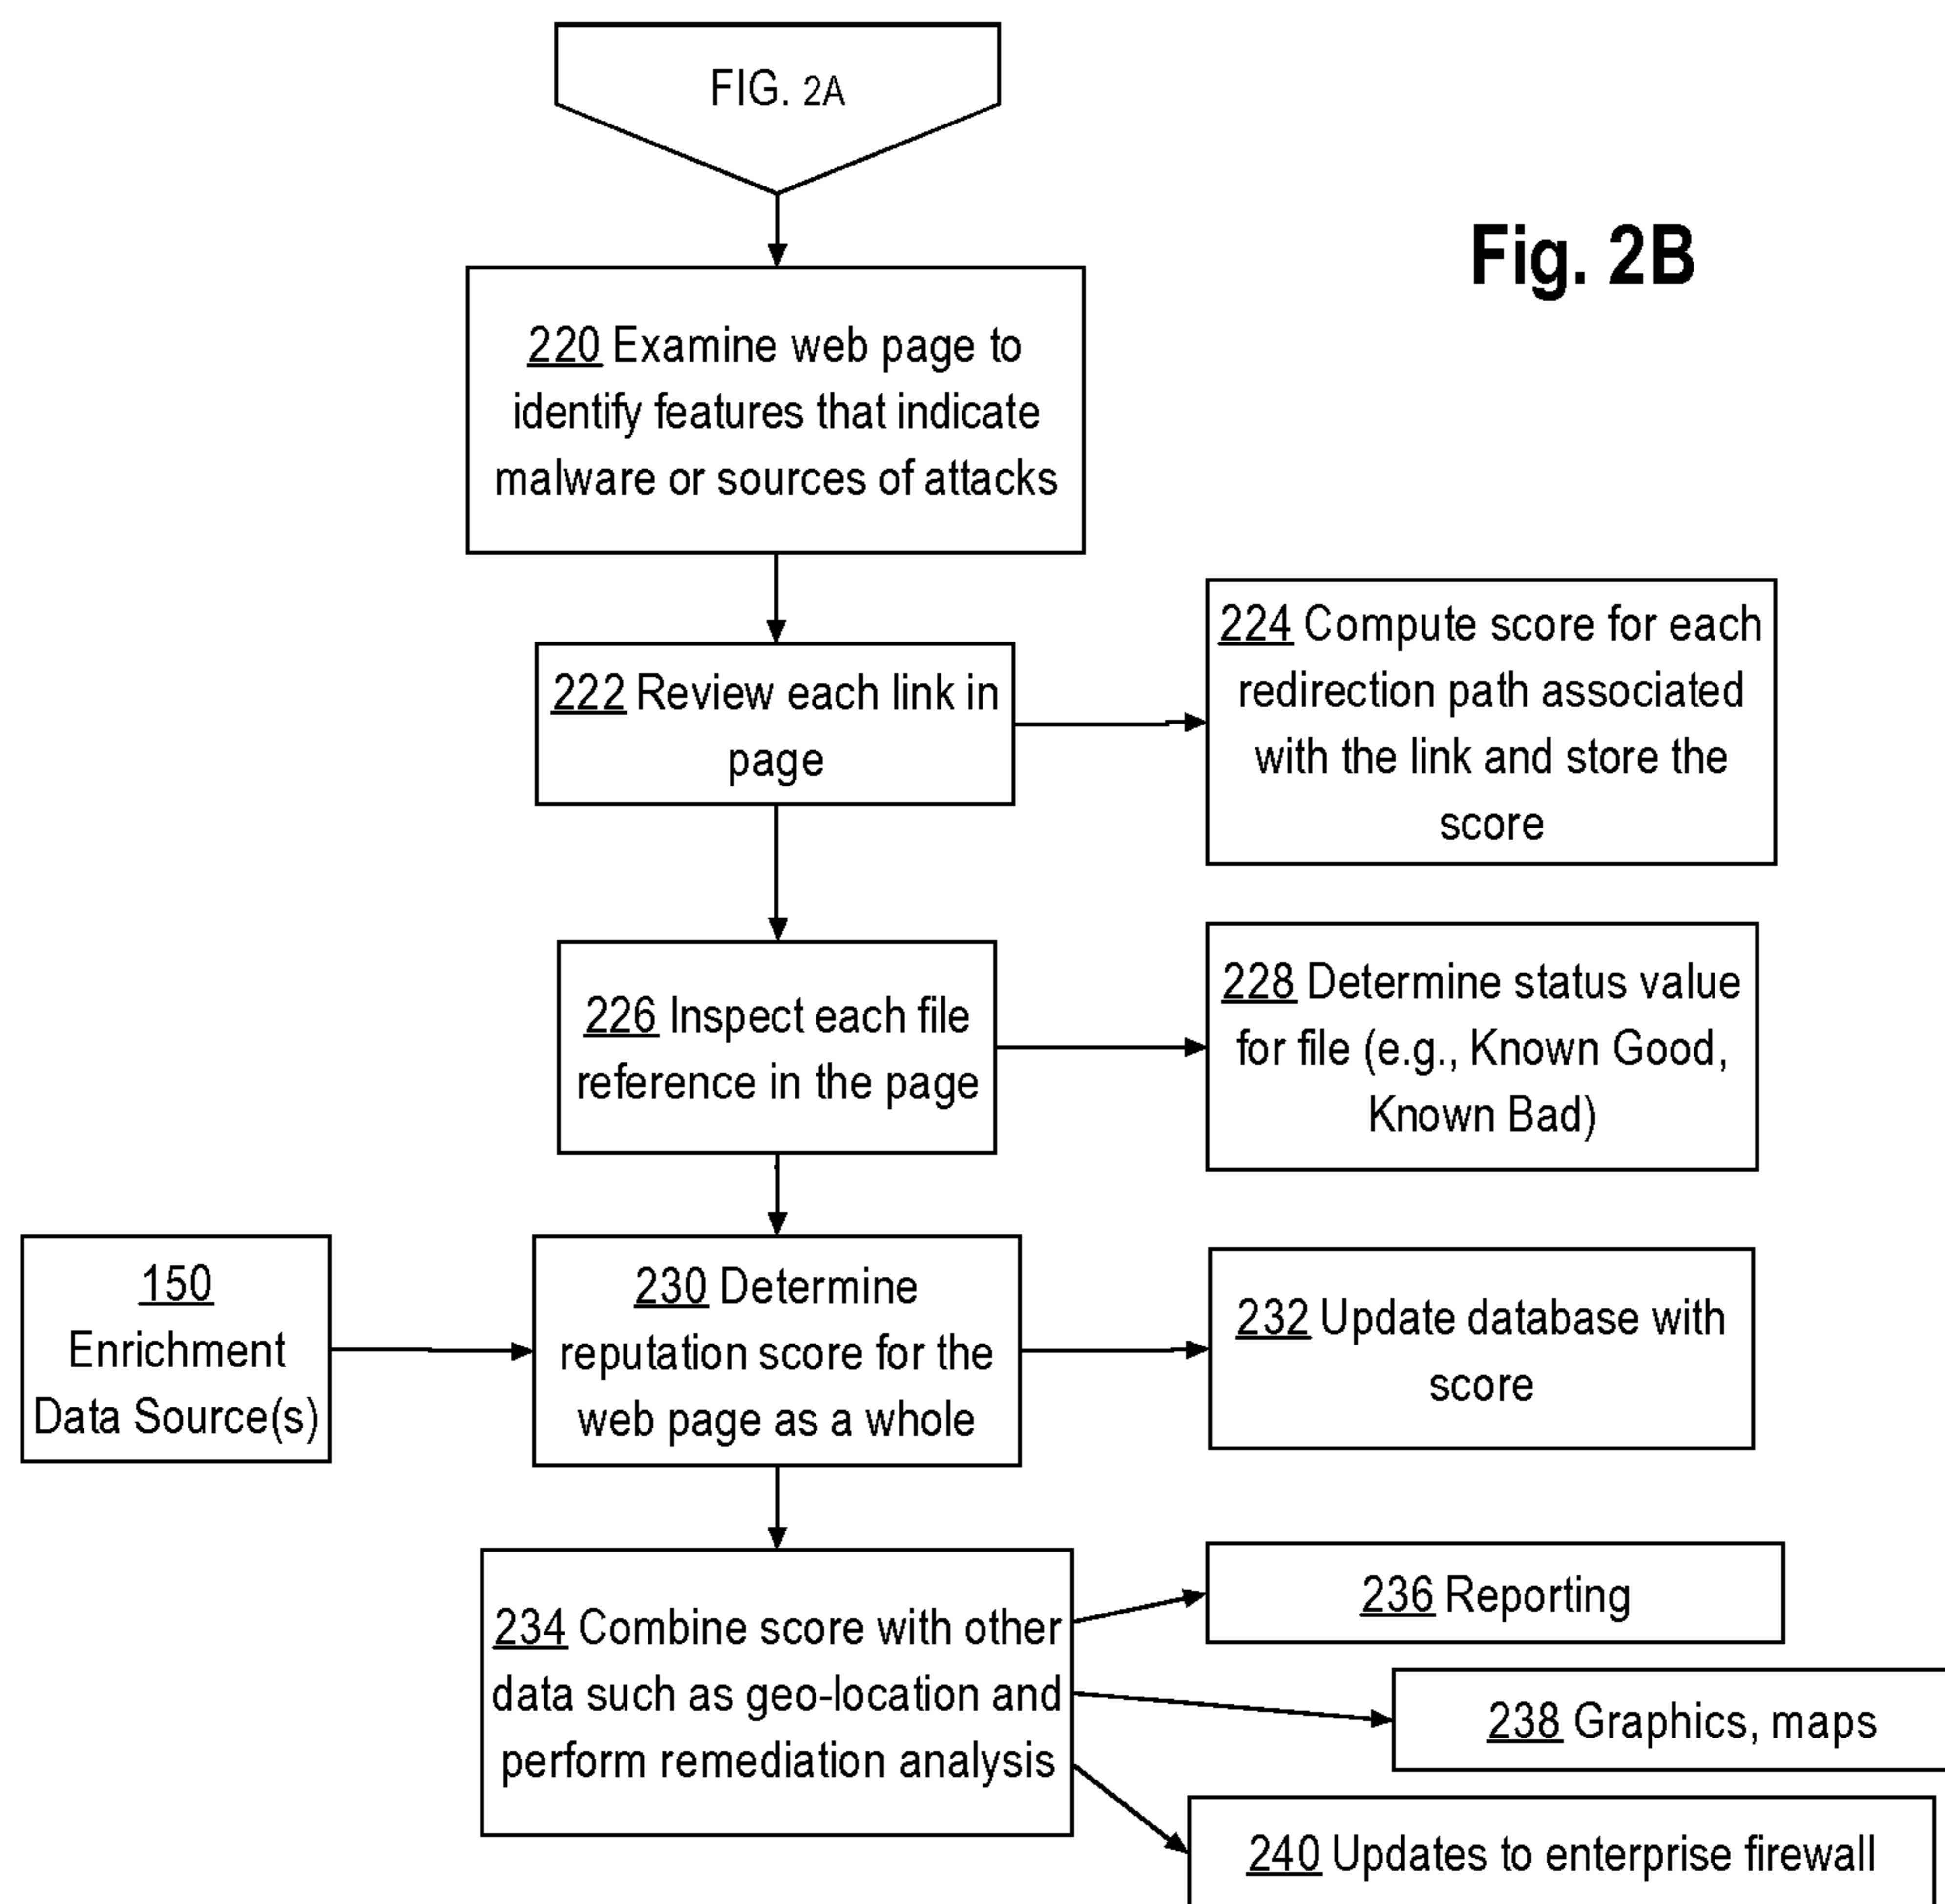 FIG. 2A
Fig. 2B
220 Examine web page to
identify features that indicate
malware or sources of attacks
222 Review each link in
page
224 Compute score for each
redirection path associated
with the link and store the
score
226 Inspect each file
reference in the page
228 Determine status value
for file (e.g., Known Good,
Known Bad)
150
Enrichment
Data Source(s)
230 Determine
reputation score for the
web page as a whole
232 Update database with
score
234 Combine score with other
data such as geo-location and
perform remediation analysis
236 Reporting
238 Graphics, maps
240 Updates to enterprise firewall